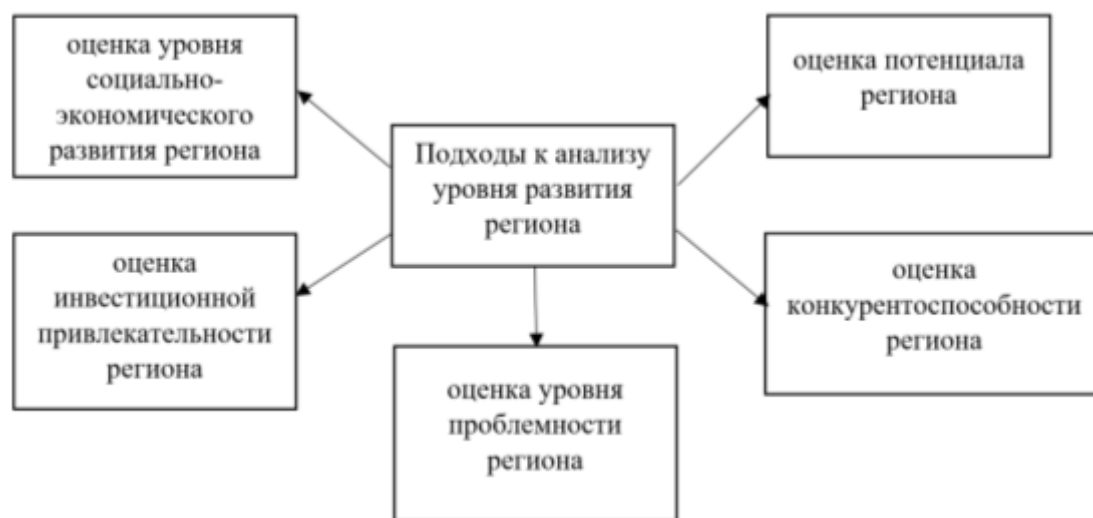 оценка уровня
социально-
экономического
развития региона
оценка потенциала
региона
Подходы к анализу
уровня развития
региона
оценка
инвестиционной
привлекательности
региона
оценка
конкурентоспособности
региона
оценка уровня
проблемности
региона